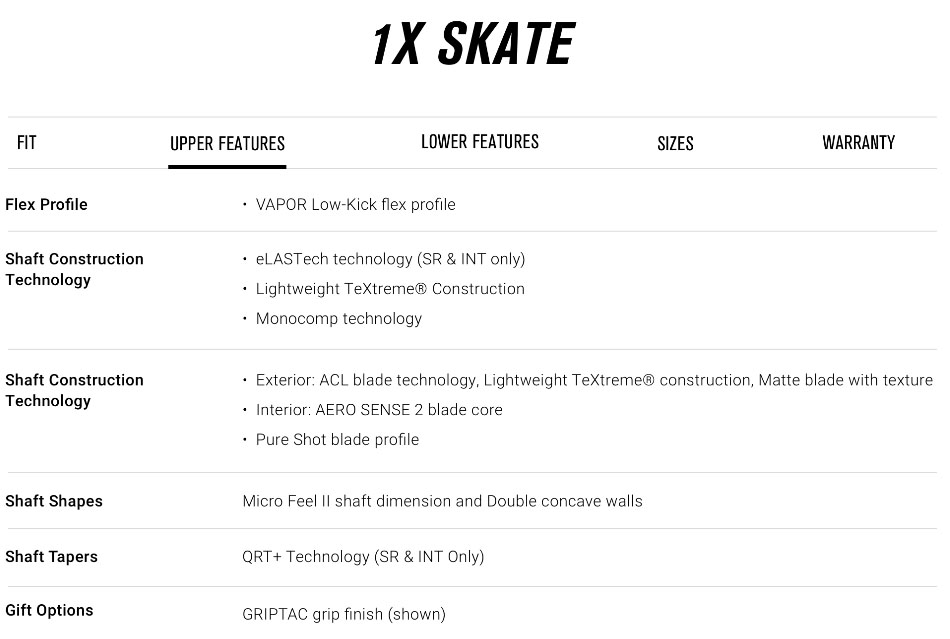 1X SKATE
FIT UPPER FEATURES LOWER FEATURES SIZES WARRANTY
Flex Profile • VAPOR Low-Kick flex profile
Shaft Construction
Technology
• eLASTech technology (SR & INT only)
• Lightweight TeXtreme® Construction
• Monocomp technology
Shaft Construction
Technology
• Exterior: ACL blade technology, Lightweight TeXtreme® construction, Matte blade with texture
• Interior: AERO SENSE 2 blade core
• Pure Shot blade profile
Shaft Shapes Micro Feel II shaft dimension and Double concave walls
Shaft Tapers QRT+ Technology (SR & INT Only)
Gift Options GRIPTAC grip finish (shown)